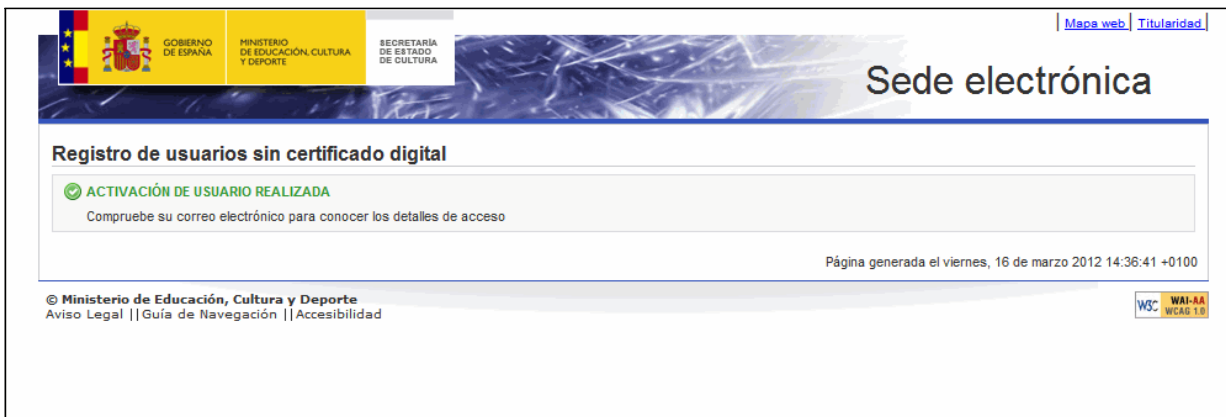 Mapa web | Titularidad |
GOBIERNO
DE ESPAÑA
MINISTERIO
DE EDUCACIÓN, CULTURA
Y DEPORTE
SECRETARÍA
DE ESTADO
DE CULTURA
Sede electrónica
Registro de usuarios sin certificado digital
ACTIVACIÓN DE USUARIO REALIZADA
Compruebe su correo electrónico para conocer los detalles de acceso
Página generada el viernes, 16 de marzo 2012 14:36:41 +0100
© Ministerio de Educación, Cultura y Deporte
Aviso Legal ||Guía de Navegación ||Accesibilidad
W3C WAI-AA
WCAG 1.0